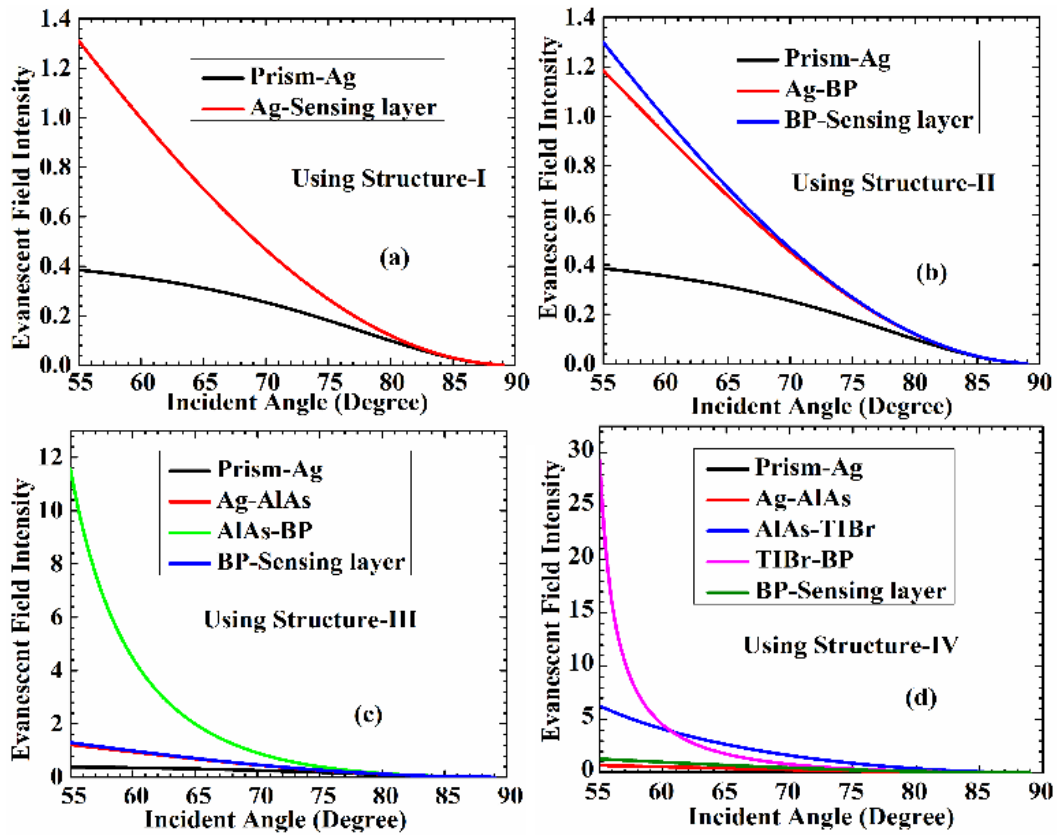 1.4
1.2
1.0
0.8
0.6
0.4
0.2
0.0
Evanescent Field Intensity
Prism-Ag
Ag-Sensing layer
Using Structure-I
(a)
55 60 65 70 75 80 85 90
Incident Angle (Degree)
1.4
1.2
1.0
0.8
0.6
0.4
0.2
0.0
Evanescent Field Intensity
Prism-Ag
Ag-BP
BP-Sensing layer
Using Structure-II
(b)
55 60 65 70 75 80 85 90
Incident Angle (Degree)
12
10
8
6
4
2
0
Evanescent Field Intensity
Prism-Ag
Ag-AlAs
AlAs-BP
BP-Sensing layer
Using Structure-III
(c)
55 60 65 70 75 80 85 90
Incident Angle (Degree)
30
25
20
15
10
5
0
Evanescent Field Intensity
Prism-Ag
Ag-AlAs
AlAs-TlBr
TlBr-BP
BP-Sensing layer
Using Structure-IV
(d)
55 60 65 70 75 80 85 90
Incident Angle (Degree)